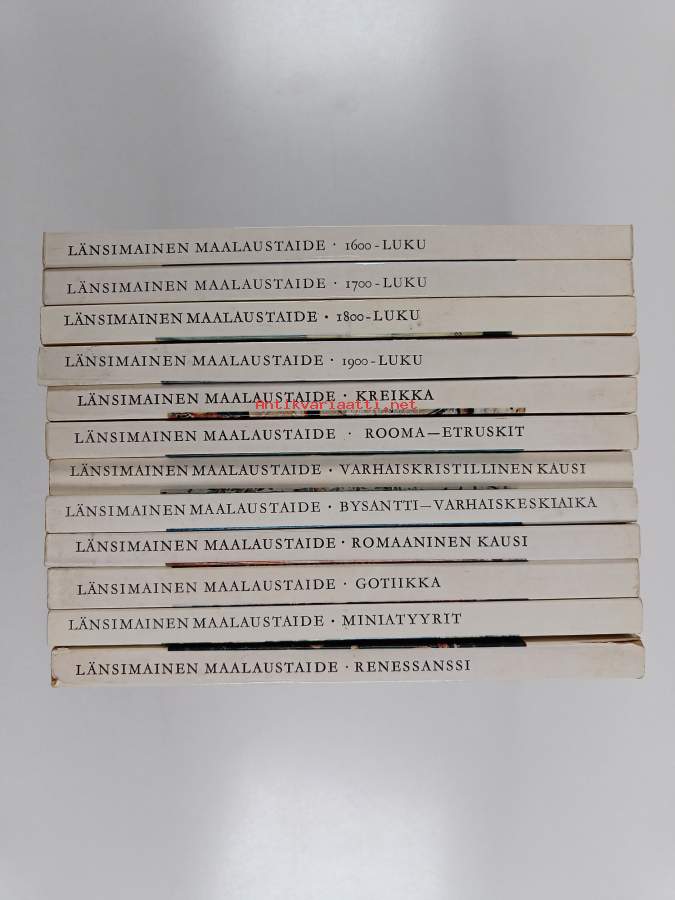 LÄNSIMAINEN MAALAUSTAIDE · 1600-LUKU
LÄNSIMAINEN MAALAUSTAIDE · 1700-LUKU
LÄNSIMAINEN MAALAUSTAIDE · 1800-LUKU
LÄNSIMAINEN MAALAUSTAIDE · 1900-LUKU
LÄNSIMAINEN MAALAUSTAIDE · KREIKKA
Antikvariaatti.net
LÄNSIMAINEN MAALAUSTAIDE · ROOMA—ETRUSKIT
LÄNSIMAINEN MAALAUSTAIDE · VARHAISKRISTILLINEN KAUSI
LÄNSIMAINEN MAALAUSTAIDE · BYSANTTI—VARHAISKESKIAIKA
LÄNSIMAINEN MAALAUSTAIDE · ROMAANINEN KAUSI
LÄNSIMAINEN MAALAUSTAIDE · GOTIIKKA
LÄNSIMAINEN MAALAUSTAIDE · MINIATYYRIT
LÄNSIMAINEN MAALAUSTAIDE · RENESSANSSI